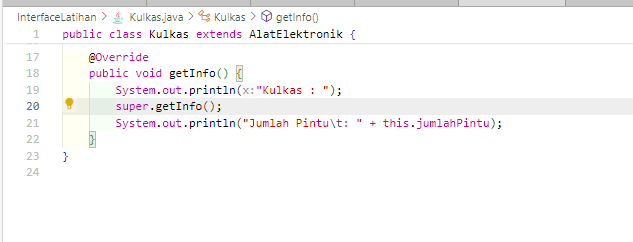 InterfaceLatihan > Kulkas.java > Kulkas > getInfo()
1 public class Kulkas extends AlatElektronik {
17 @Override
18 public void getInfo() {
19 System.out.println(x:"Kulkas : ");
20 super.getInfo();
21 System.out.println("Jumlah Pintu\t: " + this.jumlahPintu);
22 }
23 }
24